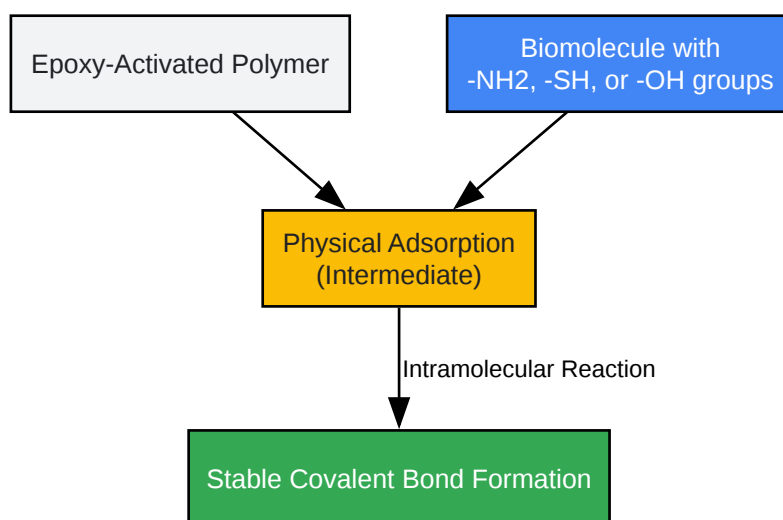 Epoxy-Activated Polymer
Biomolecule with
-NH2, -SH, or -OH groups
Physical Adsorption
(Intermediate)
Intramolecular Reaction
Stable Covalent Bond Formation